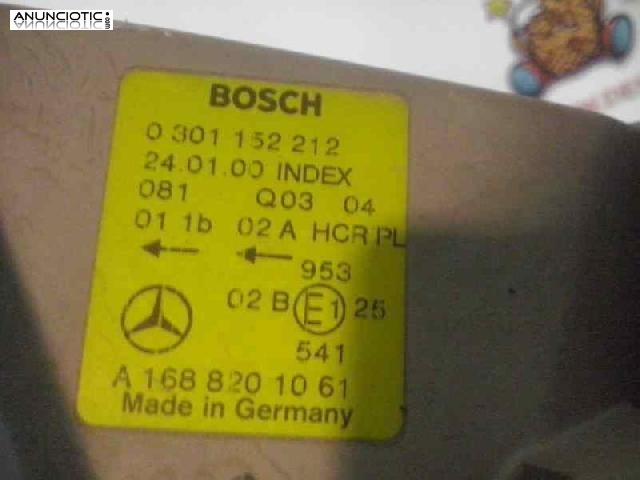 ANUNCIOTIC
BOSCH
0 301 152 212
24.01.00 INDEX
081 Q03 04
01 1b 02 A HCR PL
953
02 B E1 25
541
A 168 820 10 61
Made in Germany